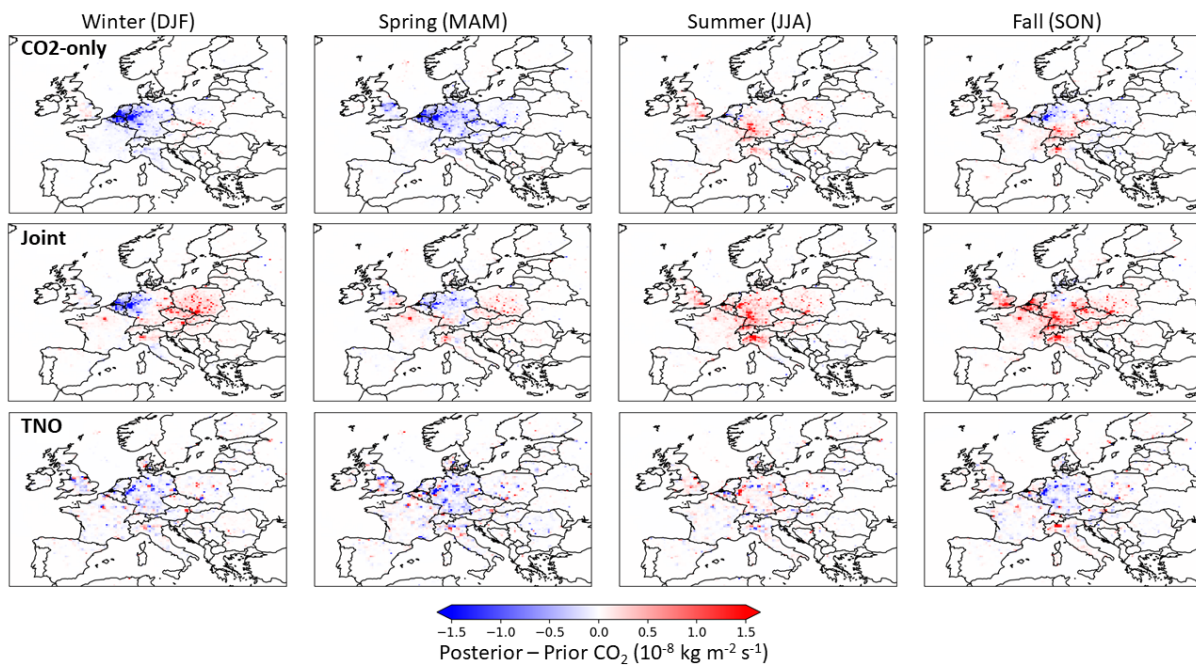 Winter (DJF) Spring (MAM) Summer (JJA) Fall (SON)
CO2-only
Joint
TNO
−1.5 −1.0 −0.5 0.0 0.5 1.0 1.5
Posterior – Prior CO₂ (10⁻⁸ kg m⁻² s⁻¹)